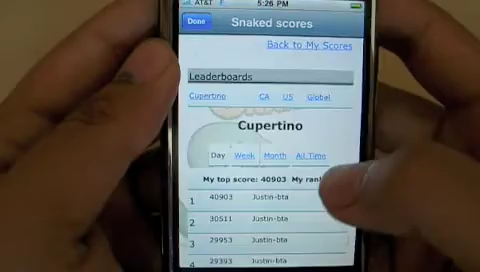 AT&T E 5:26 PM
Done Snaked scores
Back to My Scores
Leaderboards
Cupertino CA US Global
Cupertino
Day Week Month All Time
My top score: 40903 My rank
1 40903 Justin-bta
2 30511 Justin-bta
3 29953 Justin-bta
4 29393 Justin-bta